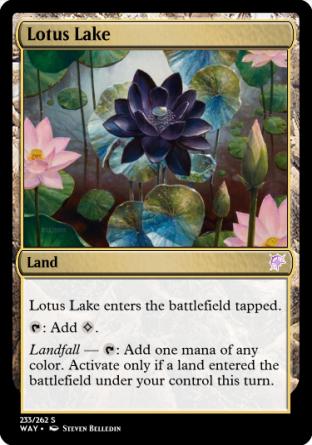 Lotus Lake
Land
Lotus Lake enters the battlefield tapped.
: Add .
Landfall — : Add one mana of any
color. Activate only if a land entered the
battlefield under your control this turn.
233/262 S
WAY • Steven Belledin